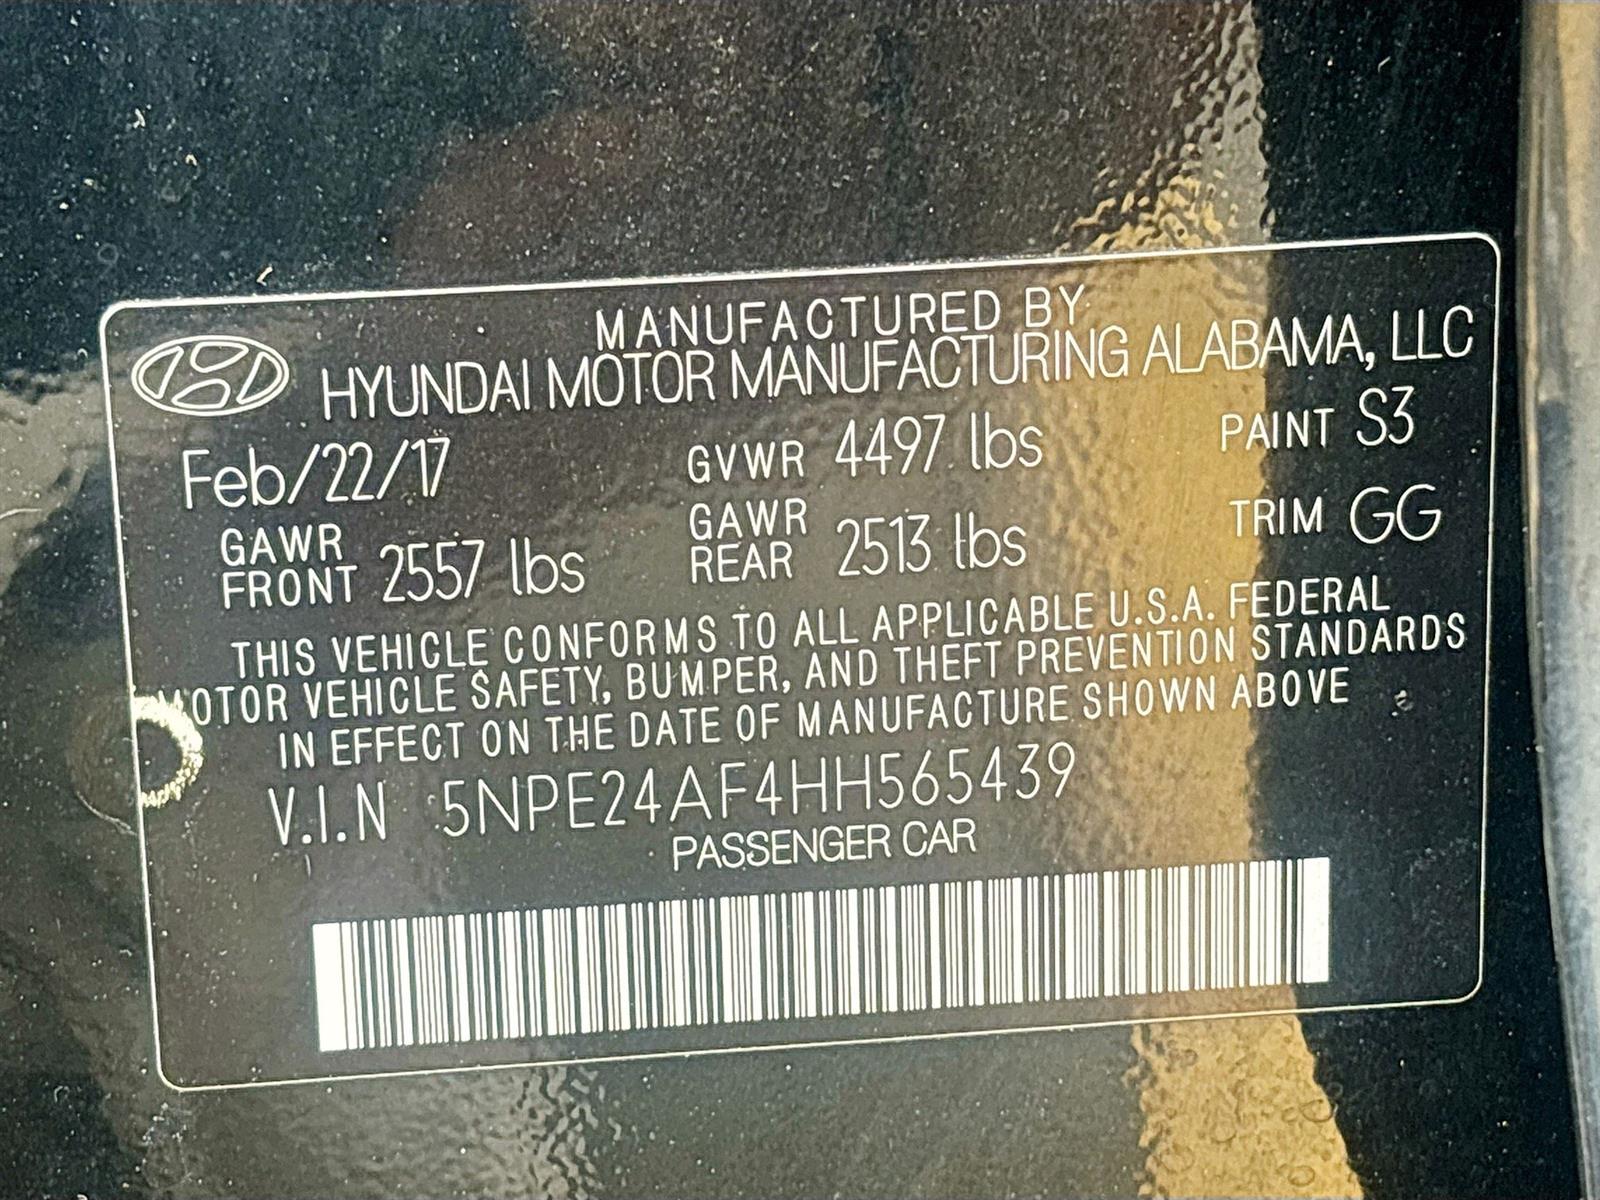 MANUFACTURED BY
HYUNDAI MOTOR MANUFACTURING ALABAMA, LLC
Feb/22/17 GVWR 4497 lbs PAINT S3
GAWR FRONT 2557 lbs GAWR REAR 2513 lbs TRIM GG
THIS VEHICLE CONFORMS TO ALL APPLICABLE U.S.A. FEDERAL
MOTOR VEHICLE SAFETY, BUMPER, AND THEFT PREVENTION STANDARDS
IN EFFECT ON THE DATE OF MANUFACTURE SHOWN ABOVE
V.I.N 5NPE24AF4HH565439
PASSENGER CAR